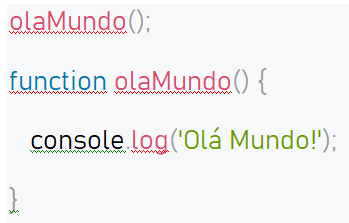 olaMundo();
function olaMundo() {
console.log('Olá Mundo!');
}